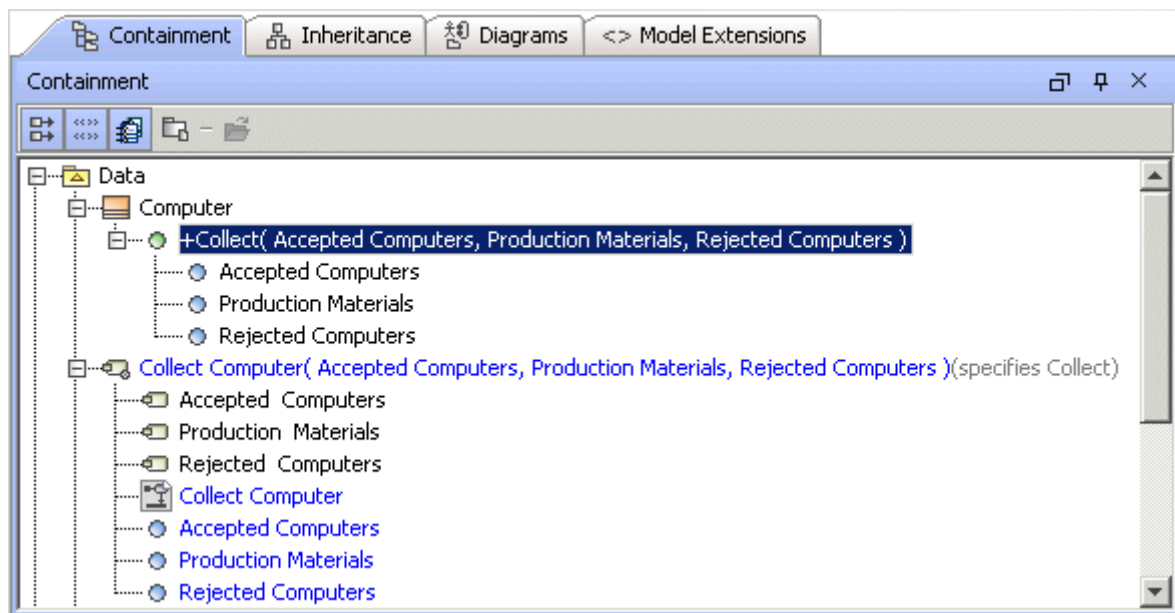 Containment Inheritance Diagrams <> Model Extensions
Containment
Data
Computer
+Collect( Accepted Computers, Production Materials, Rejected Computers )
Accepted Computers
Production Materials
Rejected Computers
Collect Computer( Accepted Computers, Production Materials, Rejected Computers )(specifies Collect)
Accepted Computers
Production Materials
Rejected Computers
Collect Computer
Accepted Computers
Production Materials
Rejected Computers